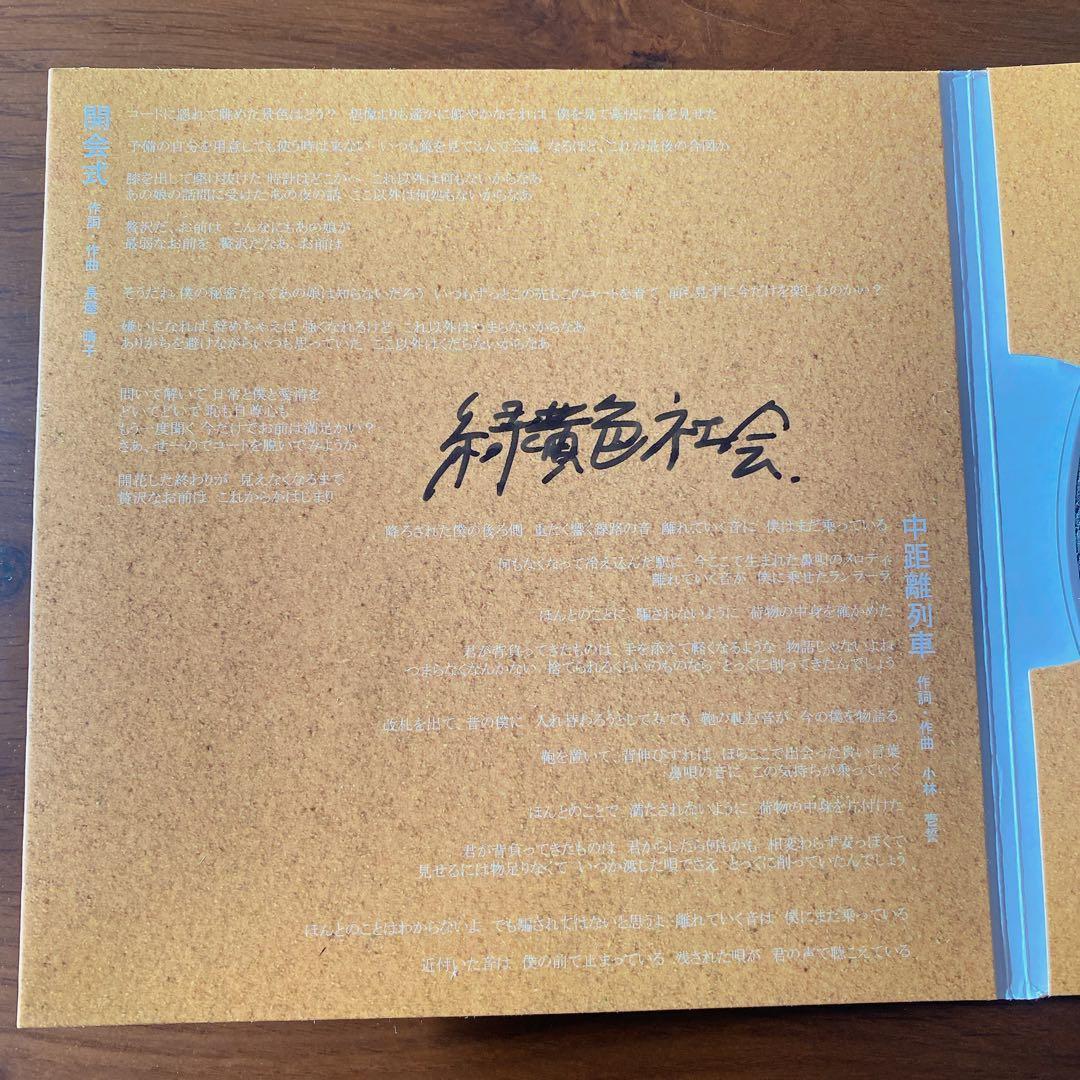 開会式
作詞・作曲 長屋 晴子
コードに隠れて眺めた景色はどう? 想像よりも遥かに鮮やかなそれは 僕を見て豪快に歯を見せた
予備の自分を用意しても使う時は来ない いつも鏡を見て3人で会議 なるほど、これが最後の合図か
膝を出して駆け抜けた 時計はどこかへ これ以外は何もないからなあ
あの娘の話間に受けた あの夜の話 ここ以外は何処もないからなあ
贅沢だ、お前は こんなにもあの娘が
最弱なお前を 贅沢だなあ、お前は
そうだね 僕の秘密だってあの娘は知らないだろう いつもずっとこの先もこのコートを着て 前も見ずに今だけを楽しむのかい?
嫌いになれば 辞めちゃえば 強くなれるけど これ以外はつまらないからなあ
ありがちを避けながらいつも思っていた ここ以外はくだらないからなあ
開いて解いて 日常と僕と愛情を
どいてどいて 恥も自尊心も
もう一度聞く 今だけでお前は満足かい?
さあ、せーのでコートを脱いでみようか
開花した終わりが 見えなくなるまで
贅沢なお前は これからがはじまり
緑黄色社会.
中距離列車
作詞・作曲 小林 壱誓
降ろされた僕の後ろ側 重たく響く線路の音 離れていく音に 僕はまだ乗っている
何もなくなって冷え込んだ駅に 今ここで生まれた鼻唄のメロディ
離れていく音が 僕に乗せたランラーラ
ほんとのことに 騙されないように 荷物の中身を確かめた
君が背負ってきたものは、手を添えて軽くなるような 物語じゃないよね
つまらなくなんかない 捨てられるくらいのものなら とっくに削ってきたんでしょう
改札を出て、昔の僕に 入れ替わろうとしてみても 鞄の軋む音が 今の僕を物語る
鞄を置いて、背伸びすれば、ほらここで出会った良い言葉
鼻唄の音に この気持ちが乗っていく
ほんとのことで 満たされないように 荷物の中身を片付けた
君が背負ってきたものは 君からしたら何もかも 相変わらず安っぽくて
見せるには物足りなくて いつか渡した唄でさえ とっくに削っていたんでしょう
ほんとのことはわからないよ でも騙されてはないと思うよ 離れていく音は 僕にまだ乗っている
近付いた音は 僕の前で止まっている 残された唄が 君の声で聴こえている